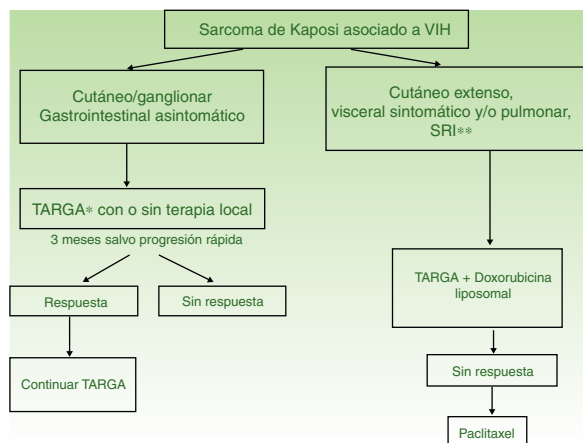 Sarcoma de Kaposi asociado a VIH
Cutáneo/ganglionar
Gastrointestinal asintomático
Cutáneo extenso,
visceral sintomático y/o pulmonar,
SRI**
TARGA* con o sin terapia local
3 meses salvo progresión rápida
Respuesta
Sin respuesta
Continuar TARGA
TARGA + Doxorubicina
liposomal
Sin respuesta
Paclitaxel